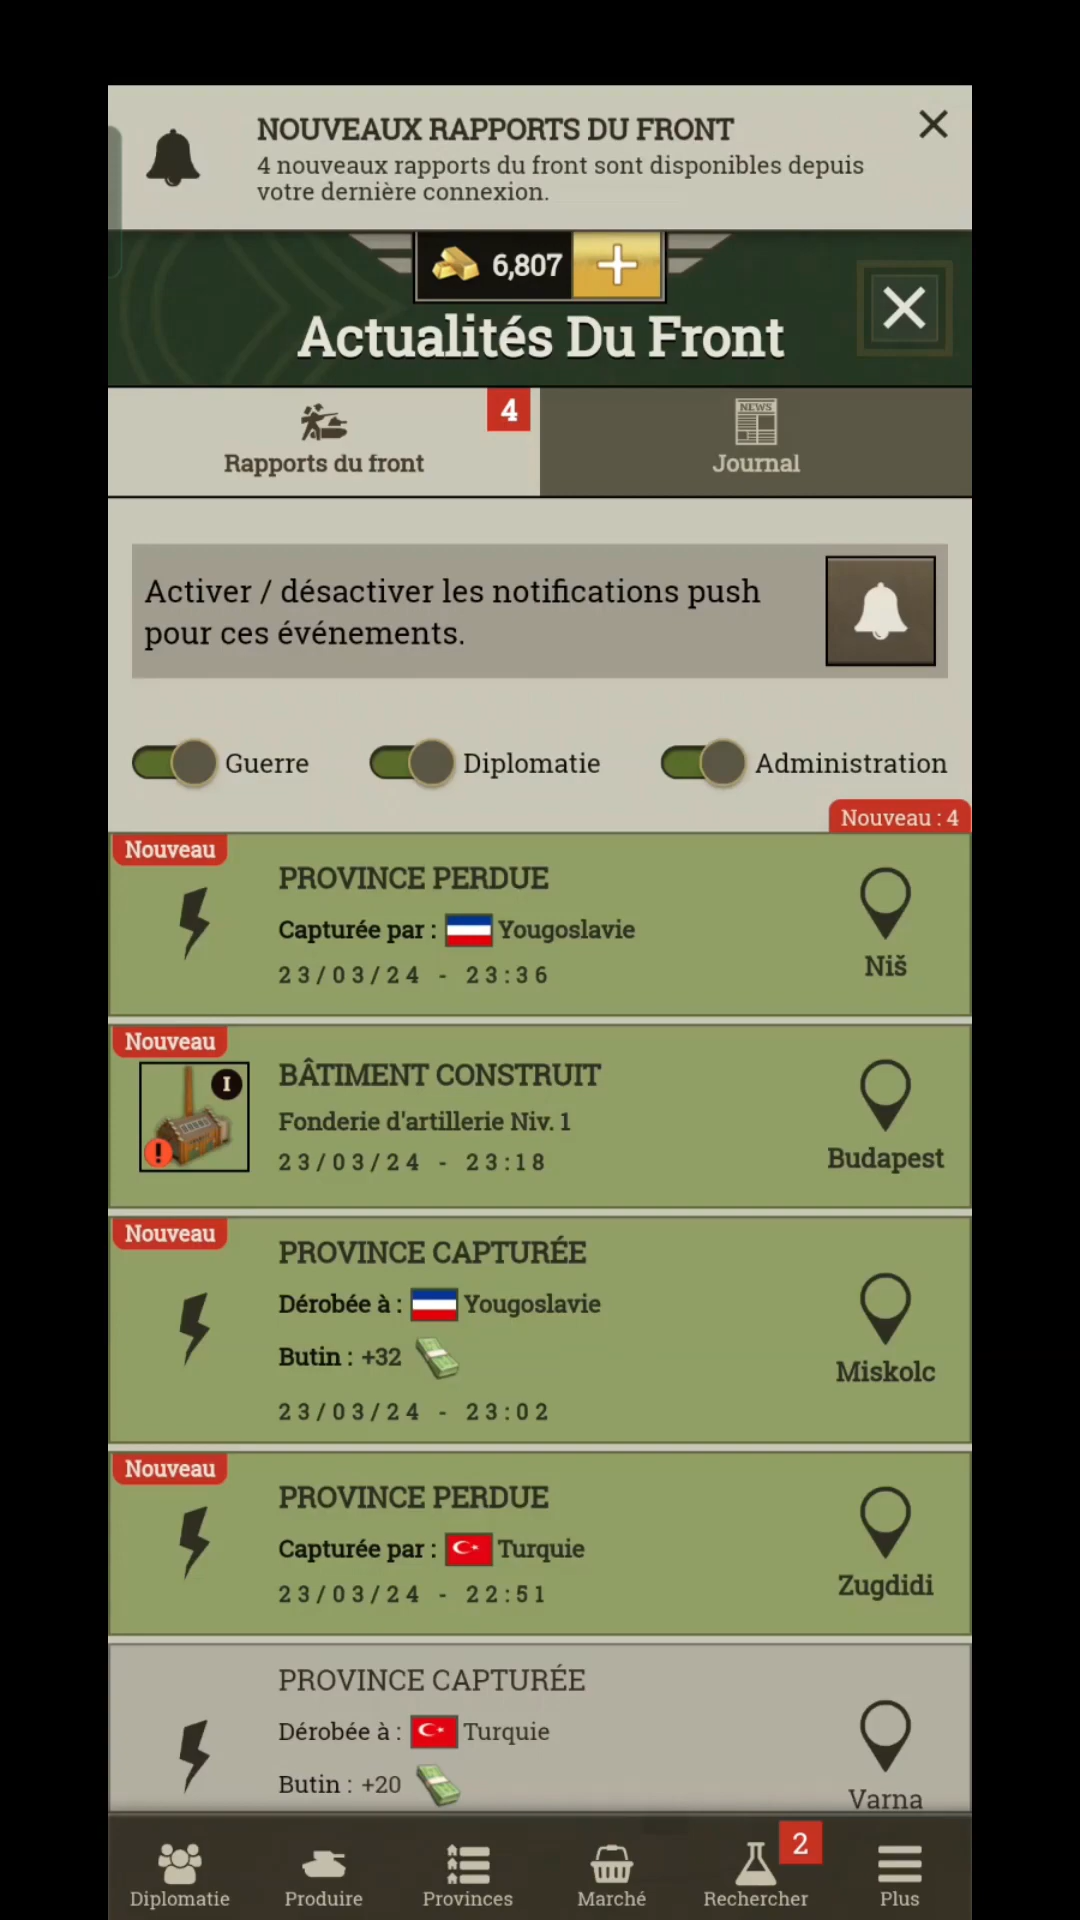 NOUVEAUX RAPPORTS DU FRONT
4 nouveaux rapports du front sont disponibles depuis
votre dernière connexion.
6,807
Actualités Du Front
4
NEWS
Rapports du front
Journal
Activer / désactiver les notifications push
pour ces événements.
Guerre
Diplomatie
Administration
Nouveau : 4
Nouveau
PROVINCE PERDUE
Capturée par : Yougoslavie
23/03/24 - 23:36
Niš
Nouveau
I
BÂTIMENT CONSTRUIT
Fonderie d'artillerie Niv. 1
23/03/24 - 23:18
Budapest
Nouveau
PROVINCE CAPTURÉE
Dérobée à : Yougoslavie
Butin : +32
23/03/24 - 23:02
Miskolc
Nouveau
PROVINCE PERDUE
Capturée par : Turquie
23/03/24 - 22:51
Zugdidi
PROVINCE CAPTURÉE
Dérobée à : Turquie
Butin : +20
Varna
2
Diplomatie
Produire
Provinces
Marché
Rechercher
Plus